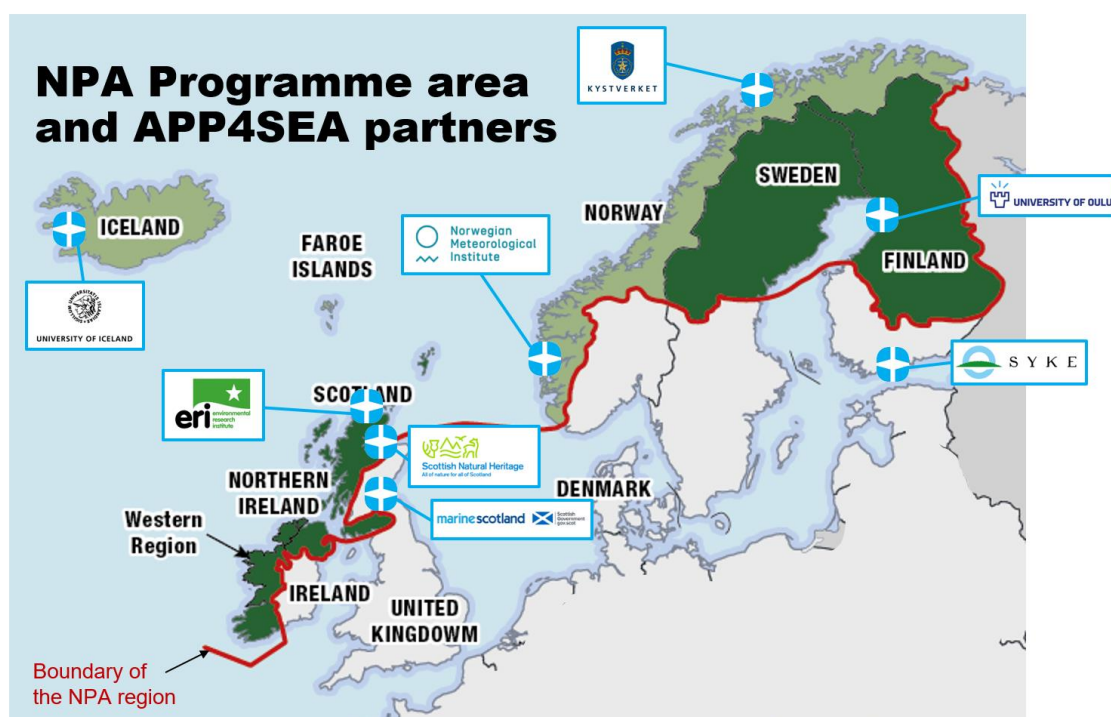 NPA Programme area
and APP4SEA partners
KYSTVERKET
SWEDEN
UNIVERSITY OF OULU
NORWAY
ICELAND
Norwegian
Meteorological
Institute
FAROE
ISLANDS
FINLAND
UNIVERSITY OF ICELAND
SYKE
SCOTLAND
eri
environmental
research
institute
Scottish Natural Heritage
All of nature for all of Scotland
NORTHERN
IRELAND
DENMARK
marinescotland
Scottish
Government
gov.scot
Western
Region
IRELAND
UNITED
KINGDOWM
Boundary of
the NPA region